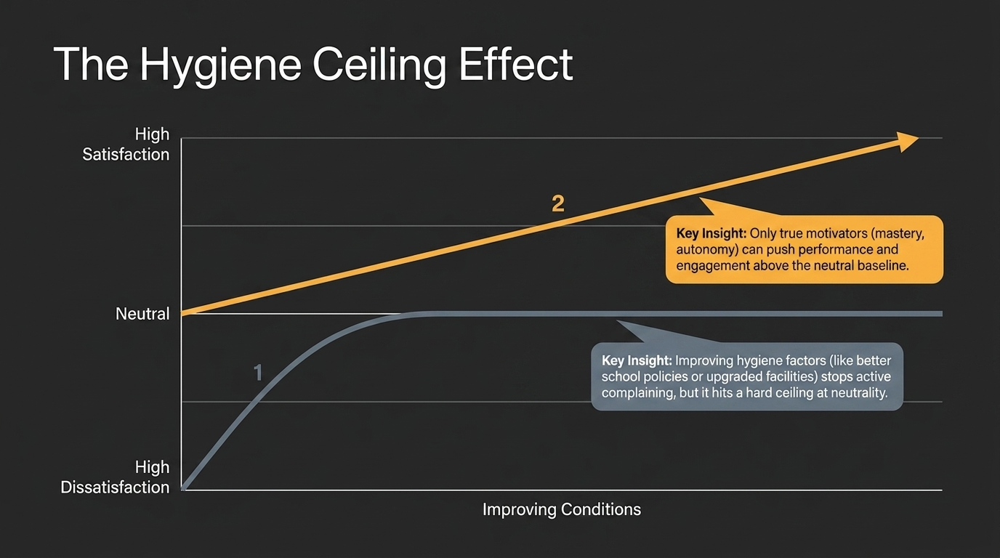 The Hygiene Ceiling Effect
High
Satisfaction
2
Key Insight: Only true motivators (mastery,
autonomy) can push performance and
engagement above the neutral baseline.
Neutral
1
Key Insight: Improving hygiene factors (like better
school policies or upgraded facilities) stops active
complaining, but it hits a hard ceiling at neutrality.
High
Dissatisfaction
Improving Conditions